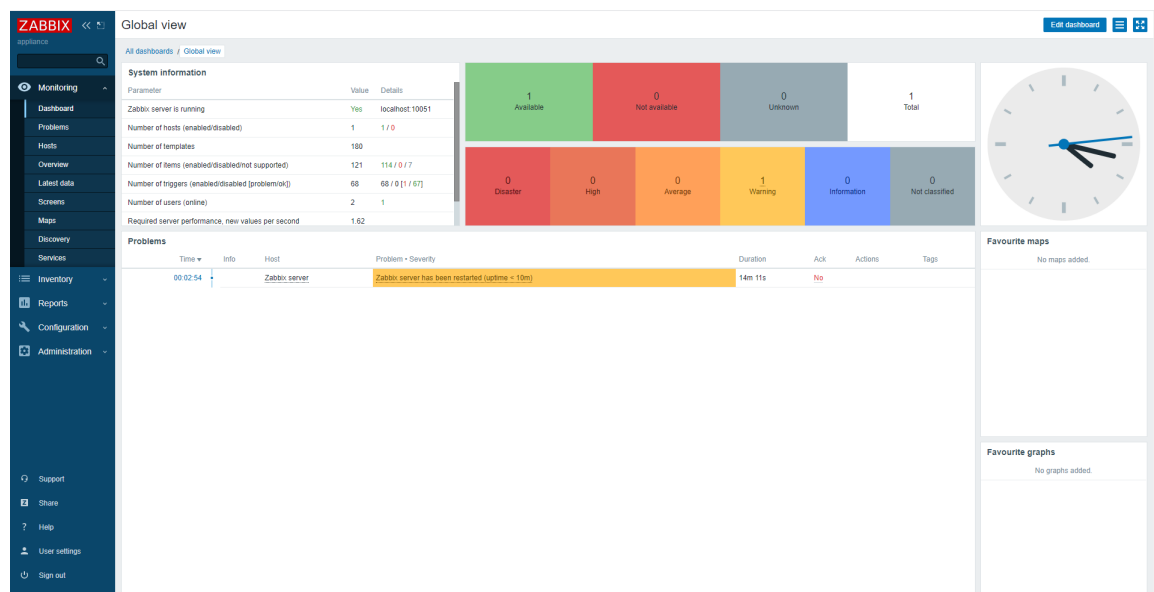 ZABBIX
appliance
Monitoring
Dashboard
Problems
Hosts
Overview
Latest data
Screens
Maps
Discovery
Services
Inventory
Reports
Configuration
Administration
Support
Z Share
? Help
User settings
Sign out
Global view
Edit dashboard
All dashboards / Global view
System information
Parameter Value Details
Zabbix server is running Yes localhost:10051
Number of hosts (enabled/disabled) 1 1 / 0
Number of templates 180
Number of items (enabled/disabled/not supported) 121 114 / 0 / 7
Number of triggers (enabled/disabled [problem/ok]) 68 68 / 0 [1 / 67]
Number of users (online) 2 1
Required server performance, new values per second 1.62
1 0 0 1
Available Not available Unknown Total
0 0 0 1 0 0
Disaster High Average Warning Information Not classified
Problems
Time Info Host Problem • Severity Duration Ack Actions Tags
00:02:54 Zabbix server Zabbix server has been restarted (uptime < 10m) 14m 11s No
Favourite maps
No maps added.
Favourite graphs
No graphs added.